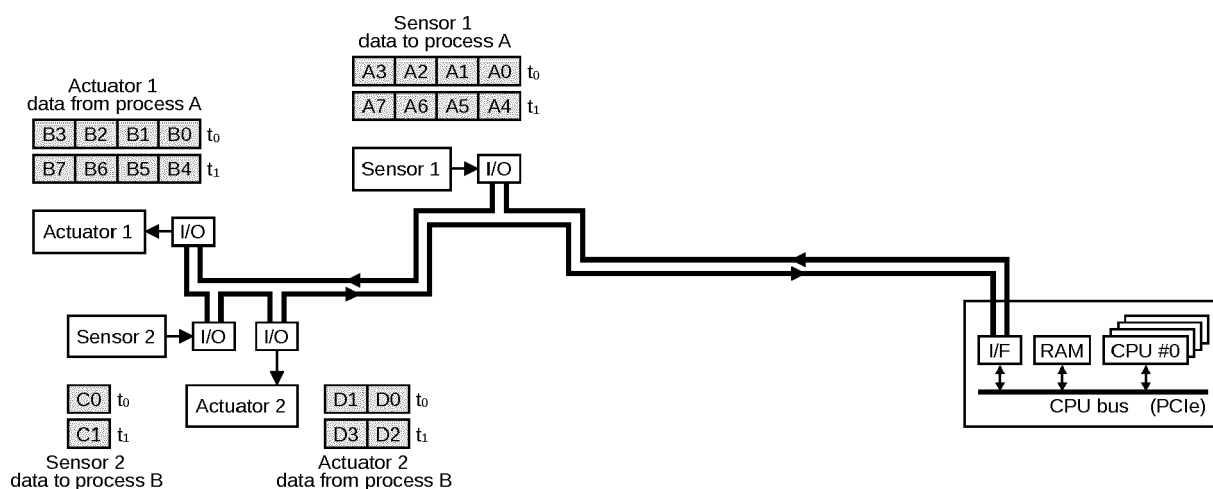 Sensor 1
data to process A
A3 A2 A1 A0 t₀
A7 A6 A5 A4 t₁
Actuator 1
data from process A
B3 B2 B1 B0 t₀
B7 B6 B5 B4 t₁
Sensor 1
I/O
Actuator 1
I/O
Sensor 2
I/O
I/O
Actuator 2
C0 t₀
C1 t₁
Sensor 2
data to process B
D1 D0 t₀
D3 D2 t₁
Actuator 2
data from process B
I/F
RAM
CPU #0
CPU bus (PCIe)